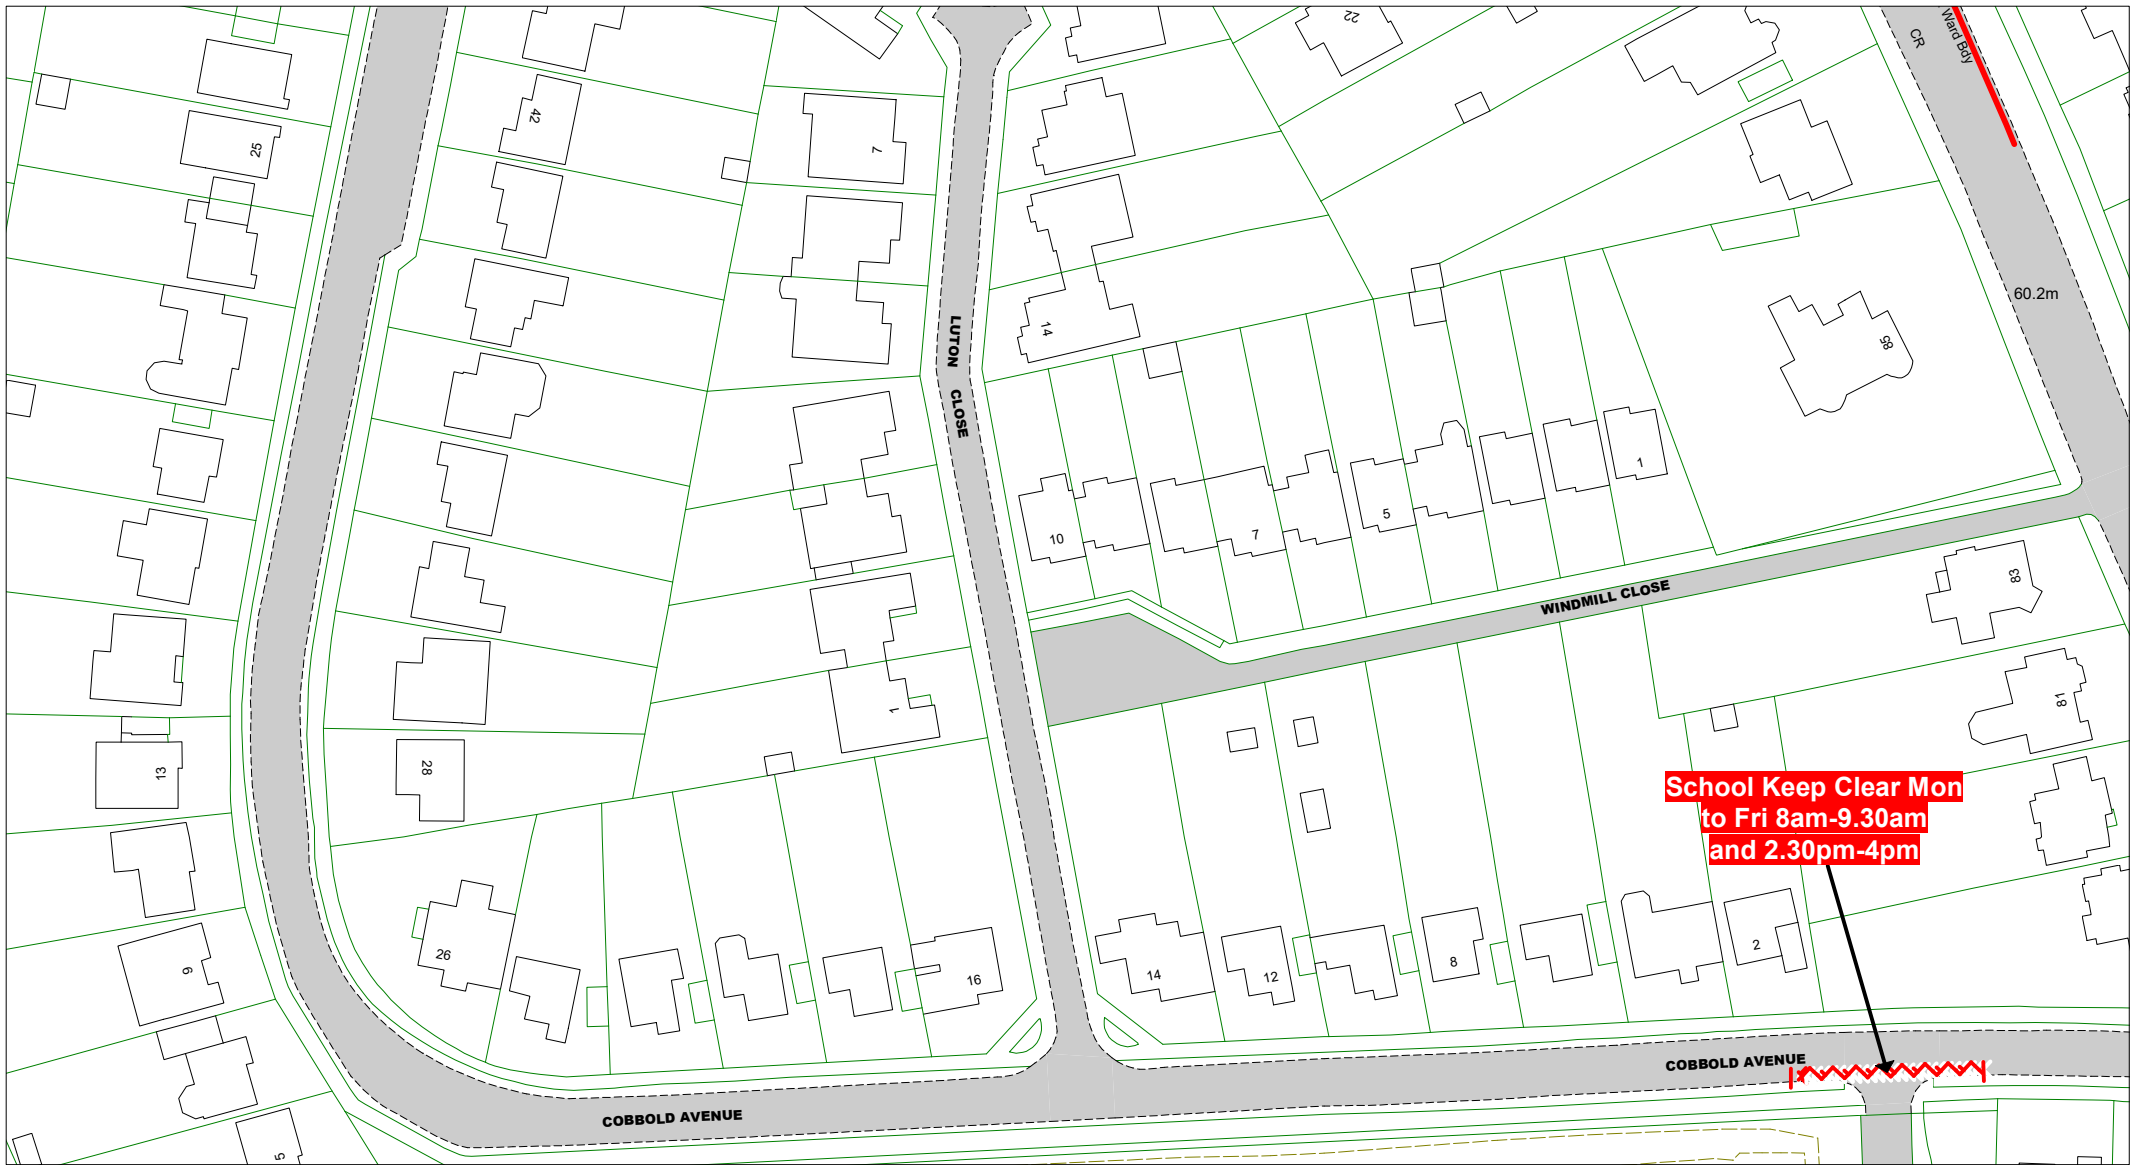 22
CR
Ward Bdy
42
25
7
60.2m
14
LUTON CLOSE
85
1
10
7
5
83
WINDMILL CLOSE
81
1
28
13
School Keep Clear Mon
to Fri 8am-9.30am
and 2.30pm-4pm
26
9
16
14
12
8
2
COBBOLD AVENUE
COBBOLD AVENUE
5